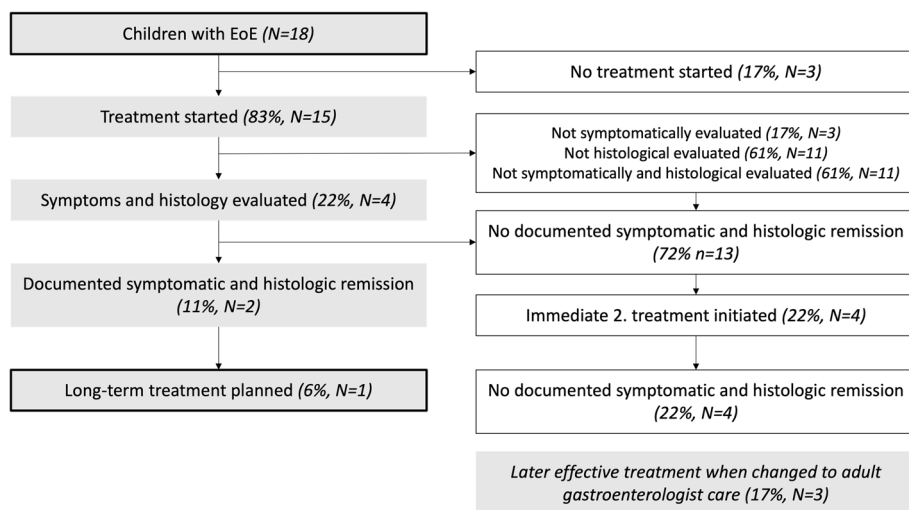 Children with EoE (N=18)
No treatment started (17%, N=3)
Treatment started (83%, N=15)
Not symptomatically evaluated (17%, N=3)
Not histological evaluated (61%, N=11)
Not symptomatically and histological evaluated (61%, N=11)
Symptoms and histology evaluated (22%, N=4)
No documented symptomatic and histologic remission
(72% n=13)
Documented symptomatic and histologic remission
(11%, N=2)
Immediate 2. treatment initiated (22%, N=4)
Long-term treatment planned (6%, N=1)
No documented symptomatic and histologic remission
(22%, N=4)
Later effective treatment when changed to adult
gastroenterologist care (17%, N=3)